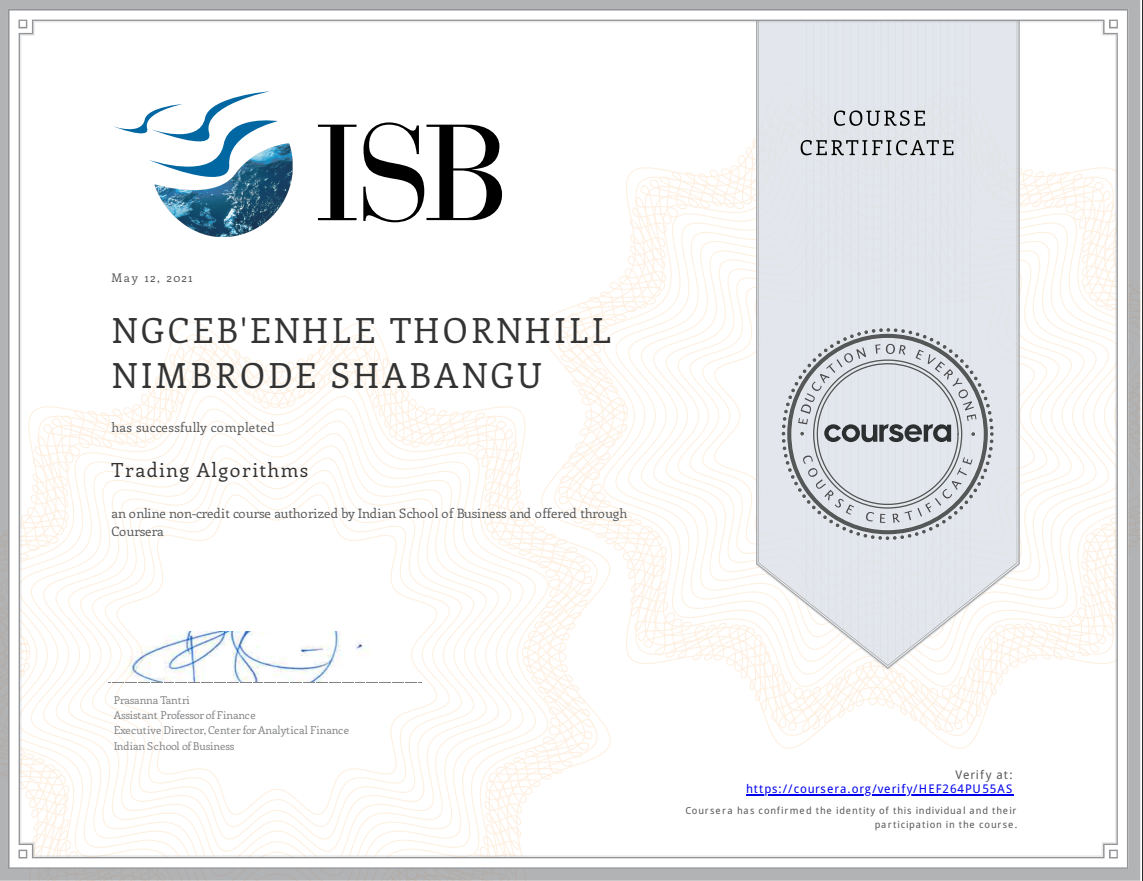 ISB
COURSE
CERTIFICATE
May 12, 2021
NGCEB'ENHLE THORNHILL
NIMBRODE SHABANGU
has successfully completed
Trading Algorithms
an online non-credit course authorized by Indian School of Business and offered through
Coursera
EDUCATION FOR EVERYONE
coursera
COURSE CERTIFICATE
Prasanna Tantri
Assistant Professor of Finance
Executive Director, Center for Analytical Finance
Indian School of Business
Verify at:
https://coursera.org/verify/HEF264PU55AS
Coursera has confirmed the identity of this individual and their
participation in the course.